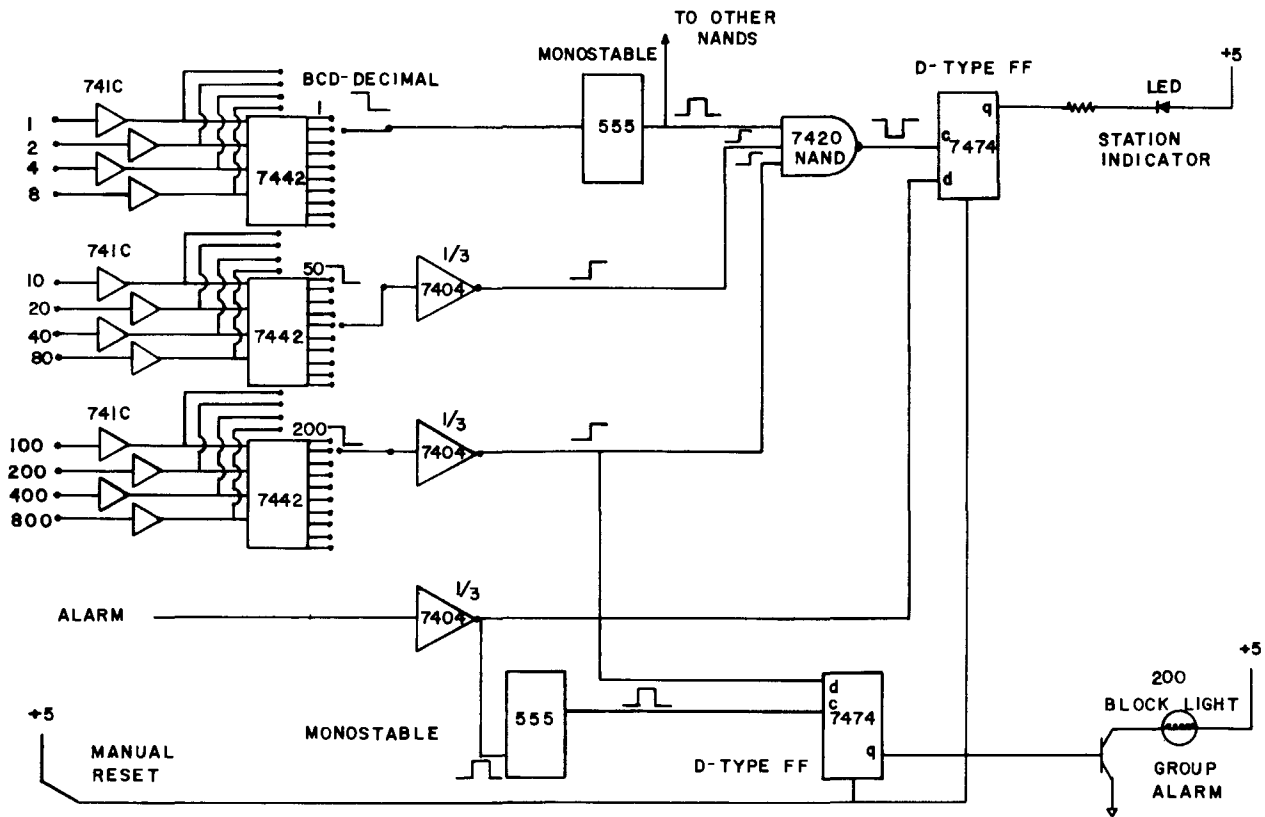 TO OTHER
NANDS
MONOSTABLE
D-TYPE FF
+5
741C
BCD-DECIMAL
LED
1
1
2
4
8
7442
555
7420
NAND
q
c
7474
d
STATION
INDICATOR
741C
10
20
40
80
7442
50
1/3
7404
741C
100
200
400
800
7442
200
1/3
7404
ALARM
1/3
7404
+5
MANUAL
RESET
MONOSTABLE
555
d
c
7474
q
D-TYPE FF
+5
200
BLOCK LIGHT
GROUP
ALARM